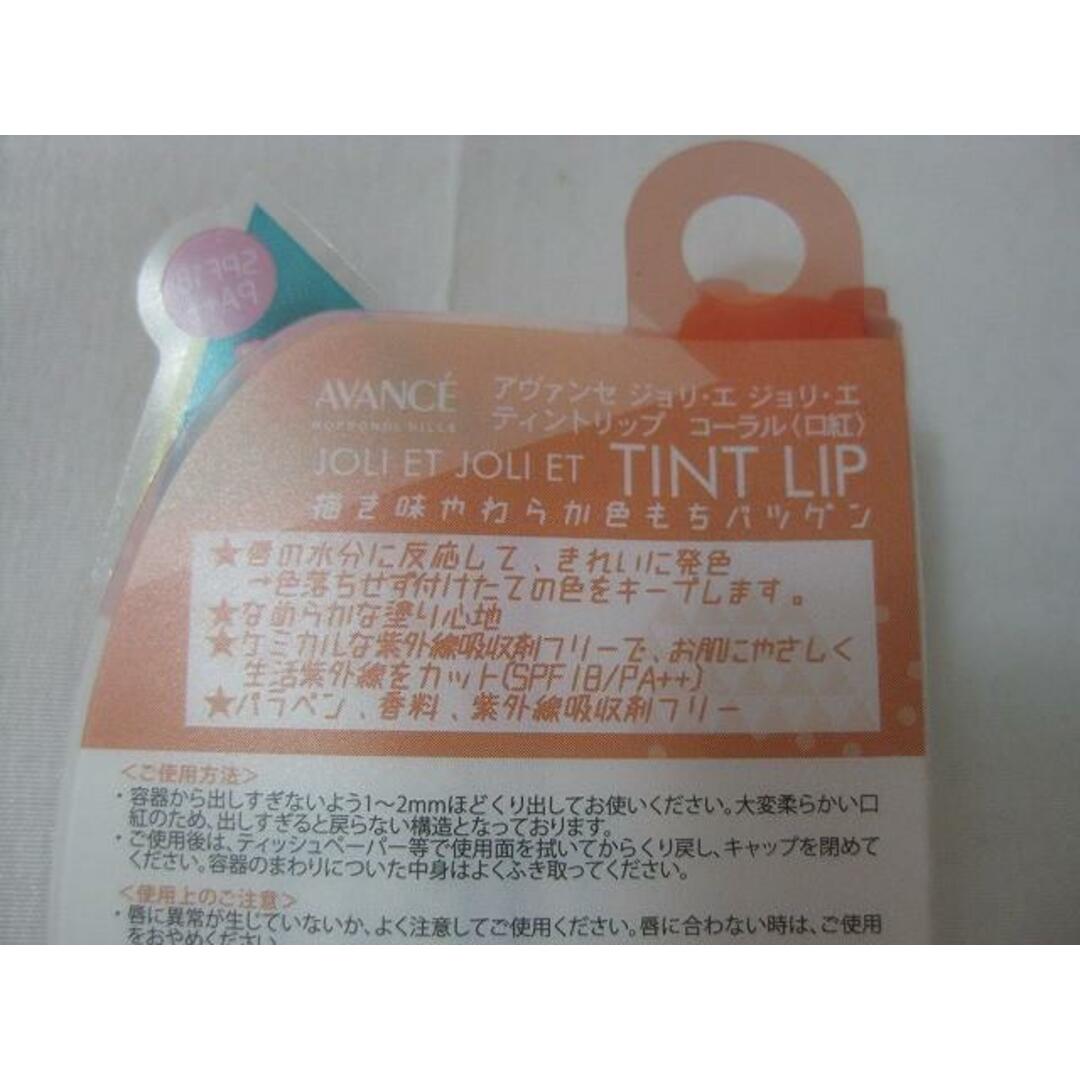 SPF18
PA++
AVANCÉ
ROPPONGI HILLS
アヴァンセ ジョリ・エ ジョリ・エ
ティントリップ コーラル〈口紅〉
JOLI ET JOLI ET TINT LIP
描き味やわらか色もちバツグン
★唇の水分に反応して、きれいに発色
→色落ちせず付けたての色をキープします。
★なめらかな塗り心地
★ケミカルな紫外線吸収剤フリーで、お肌にやさしく
生活紫外線をカット(SPF18/PA++)
★パラベン、香料、紫外線吸収剤フリー
＜ご使用方法＞
・容器から出しすぎないよう1〜2mmほどくり出してお使いください。大変柔らかい口
紅のため、出しすぎると戻らない構造となっております。
・ご使用後は、ティッシュペーパー等で使用面を拭いてからくり戻し、キャップを閉めて
ください。容器のまわりについた中身はよくふき取ってください。
＜使用上のご注意＞
・唇に異常が生じていないか、よく注意してご使用ください。唇に合わない時は、ご使用
をおやめください